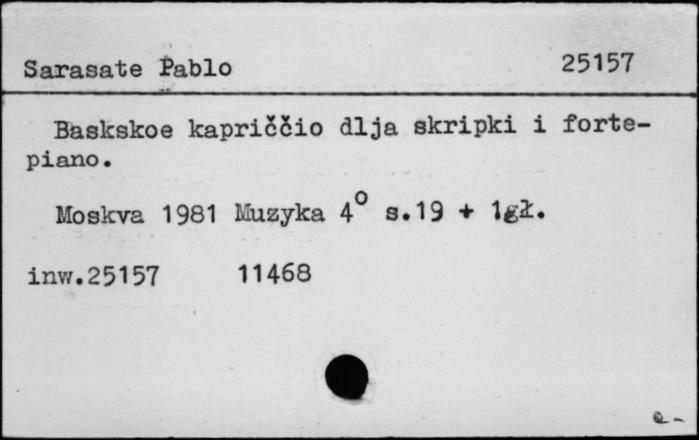 Sarasate Pablo 25157
Baskskoe kapriččio dlja skripki i forte-
piano.
Moskva 1981 Muzyka 4° s.19 + 1gł.
inw.25157 11468